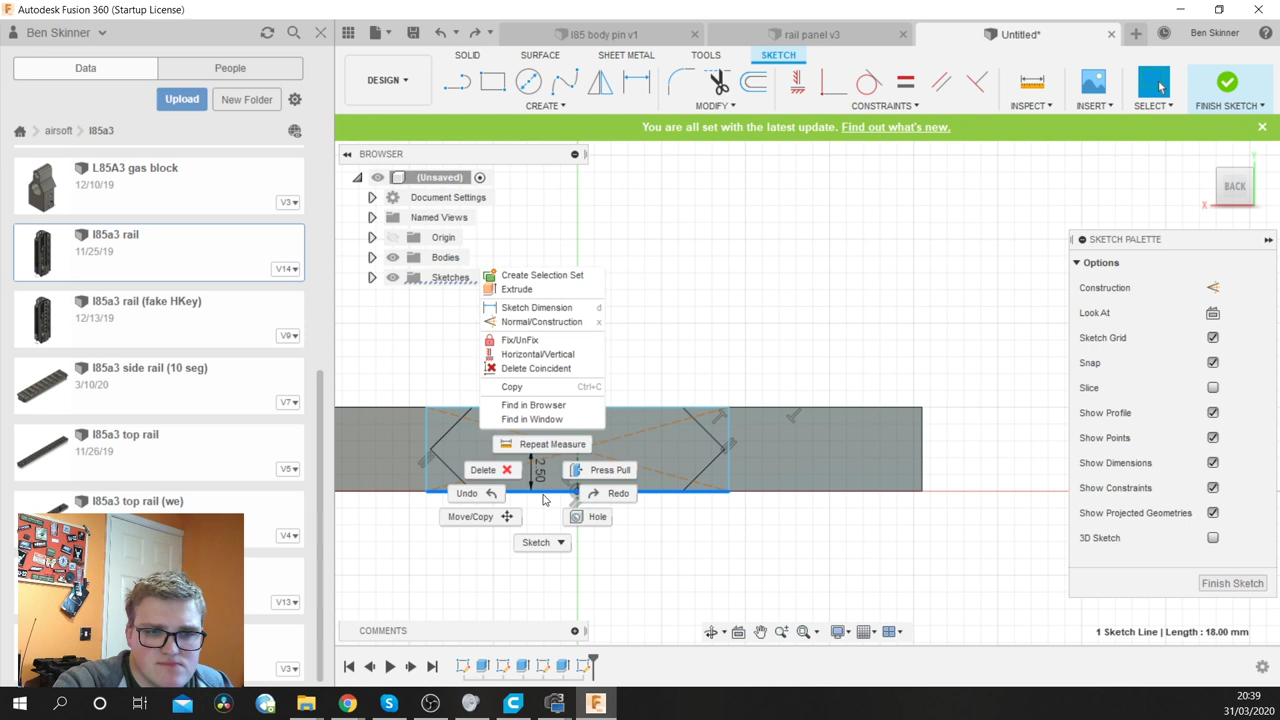 Autodesk Fusion 360 (Startup License)
Ben Skinner
l85 body pin v1
rail panel v3
Untitled*
Ben Skinner
Data
People
Upload
New Folder
airsoft
l85a3
L85A3 gas block
12/10/19
V3
l85a3 rail
11/25/19
V14
l85a3 rail (fake HKey)
12/13/19
V9
l85a3 side rail (10 seg)
3/10/20
V7
l85a3 top rail
11/26/19
V5
l85a3 top rail (we)
V4
V13
V3
DESIGN
SOLID
SURFACE
SHEET METAL
TOOLS
SKETCH
CREATE
MODIFY
CONSTRAINTS
INSPECT
INSERT
SELECT
FINISH SKETCH
You are all set with the latest update. Find out what's new.
BROWSER
(Unsaved)
Document Settings
Named Views
Origin
Bodies
Sketches
Create Selection Set
Extrude
Sketch Dimension d
Normal/Construction x
Fix/UnFix
Horizontal/Vertical
Delete Coincident
Copy Ctrl+C
Find in Browser
Find in Window
Repeat Measure
Delete
Press Pull
Undo
Redo
Move/Copy
Hole
Sketch
2.50
BACK
X
Y
SKETCH PALETTE
Options
Construction
Look At
Sketch Grid
Snap
Slice
Show Profile
Show Points
Show Dimensions
Show Constraints
Show Projected Geometries
3D Sketch
Finish Sketch
COMMENTS
1 Sketch Line | Length : 18.00 mm
20:39
31/03/2020